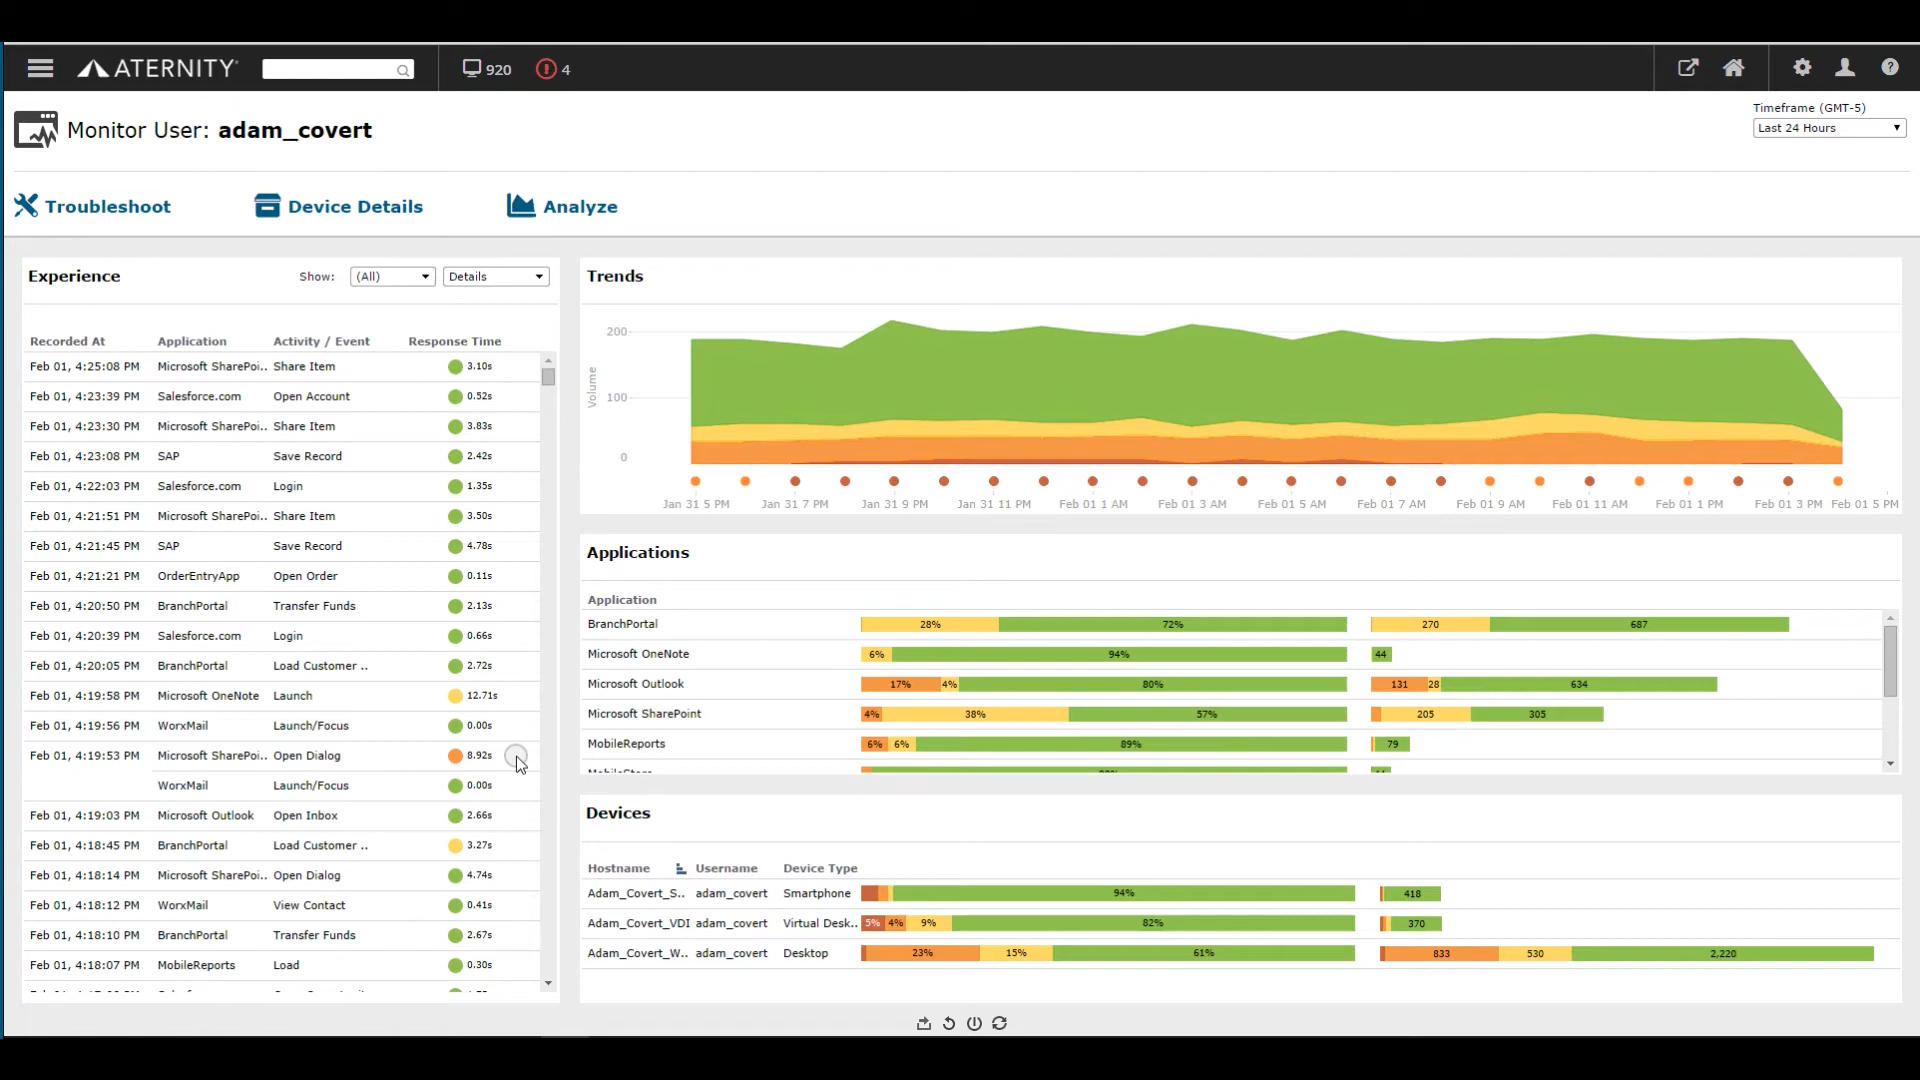 ATERNITY 920 4
Timeframe (GMT-5)
Monitor User: adam_covert Last 24 Hours
Troubleshoot Device Details Analyze
Experience Show: (All) Details
Recorded At Application Activity / Event Response Time
Feb 01, 4:25:08 PM Microsoft SharePoi.. Share Item 3.10s
Feb 01, 4:23:39 PM Salesforce.com Open Account 0.52s
Feb 01, 4:23:30 PM Microsoft SharePoi.. Share Item 3.83s
Feb 01, 4:23:08 PM SAP Save Record 2.42s
Feb 01, 4:22:03 PM Salesforce.com Login 1.35s
Feb 01, 4:21:51 PM Microsoft SharePoi.. Share Item 3.50s
Feb 01, 4:21:45 PM SAP Save Record 4.78s
Feb 01, 4:21:21 PM OrderEntryApp Open Order 0.11s
Feb 01, 4:20:50 PM BranchPortal Transfer Funds 2.13s
Feb 01, 4:20:39 PM Salesforce.com Login 0.66s
Feb 01, 4:20:05 PM BranchPortal Load Customer .. 2.72s
Feb 01, 4:19:58 PM Microsoft OneNote Launch 12.71s
Feb 01, 4:19:56 PM WorxMail Launch/Focus 0.00s
Feb 01, 4:19:53 PM Microsoft SharePoi.. Open Dialog 8.92s
WorxMail Launch/Focus 0.00s
Feb 01, 4:19:03 PM Microsoft Outlook Open Inbox 2.66s
Feb 01, 4:18:45 PM BranchPortal Load Customer .. 3.27s
Feb 01, 4:18:14 PM Microsoft SharePoi.. Open Dialog 4.74s
Feb 01, 4:18:12 PM WorxMail View Contact 0.41s
Feb 01, 4:18:10 PM BranchPortal Transfer Funds 2.67s
Feb 01, 4:18:07 PM MobileReports Load 0.30s
Trends
Volume
200
100
0
Jan 31 5 PM Jan 31 7 PM Jan 31 9 PM Jan 31 11 PM Feb 01 1 AM Feb 01 3 AM Feb 01 5 AM Feb 01 7 AM Feb 01 9 AM Feb 01 11 AM Feb 01 1 PM Feb 01 3 PM Feb 01 5 PM
Applications
Application
BranchPortal 28% 72% 270 687
Microsoft OneNote 6% 94% 44
Microsoft Outlook 17% 4% 80% 131 28 634
Microsoft SharePoint 4% 38% 57% 205 305
MobileReports 6% 6% 89% 79
Devices
Hostname Username Device Type
Adam_Covert_S.. adam_covert Smartphone 94% 418
Adam_Covert_VDI adam_covert Virtual Desk.. 5% 4% 9% 82% 370
Adam_Covert_W.. adam_covert Desktop 23% 15% 61% 833 530 2,220